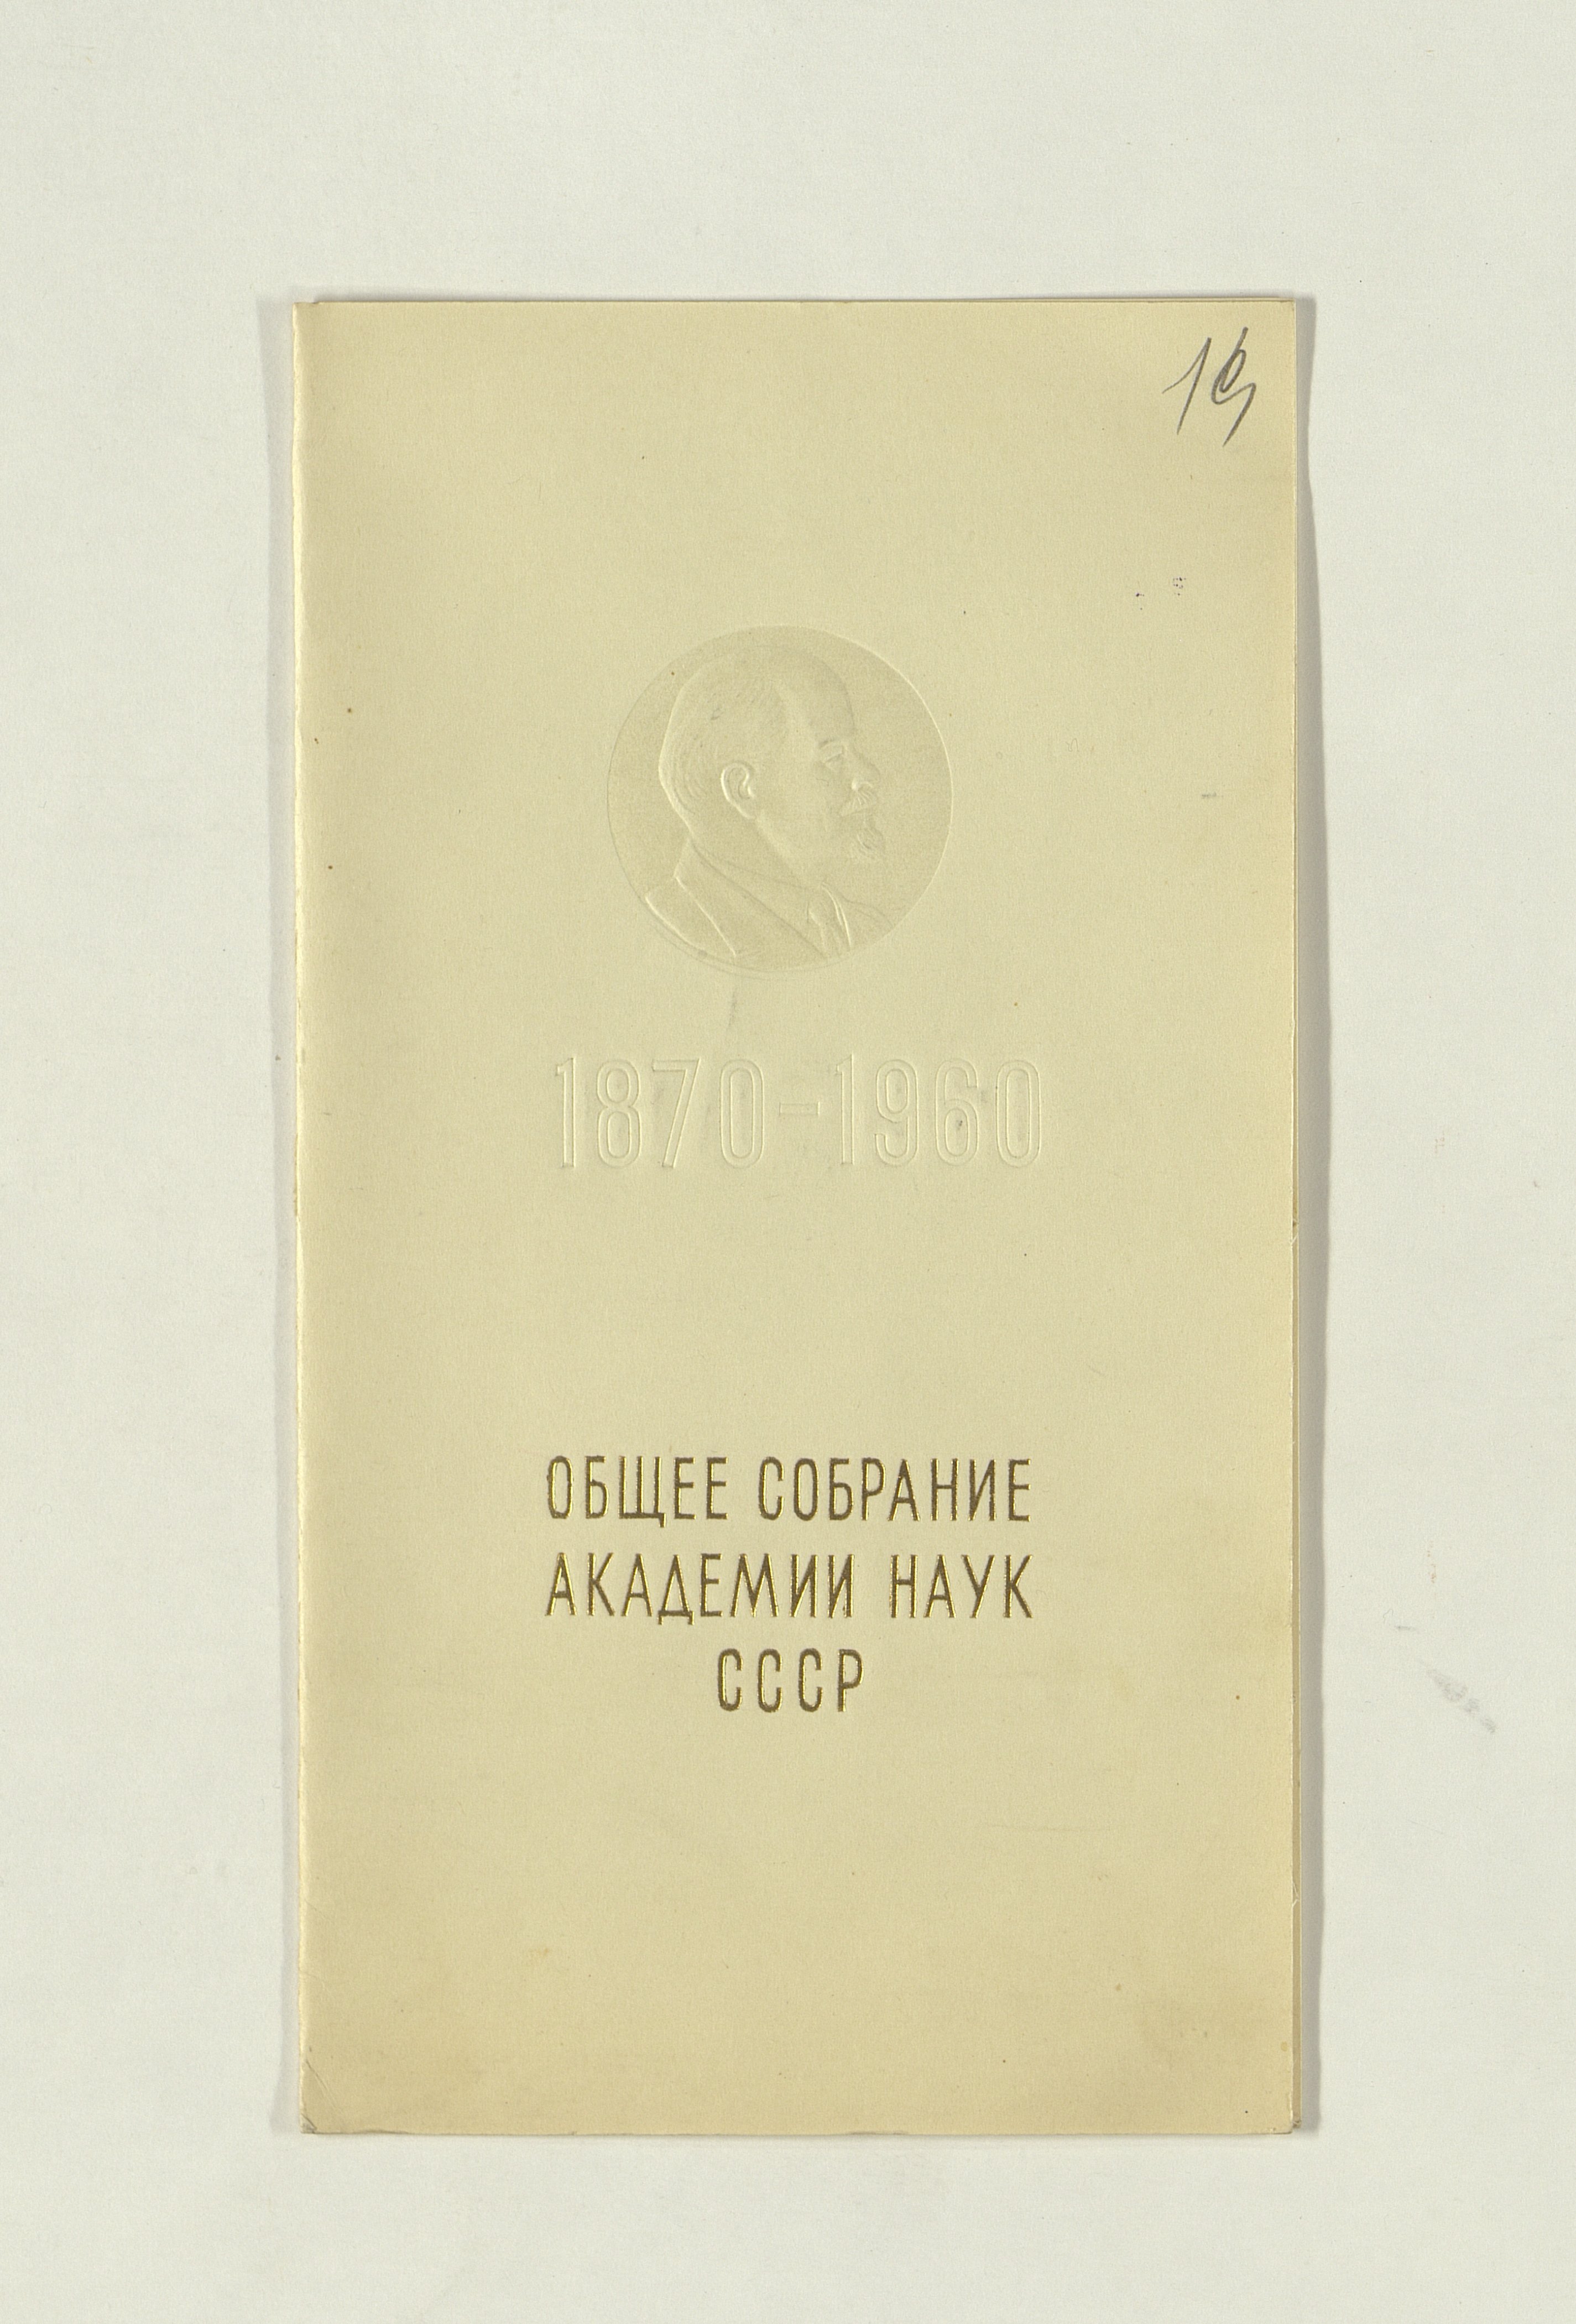 1870-1960
ОБЩЕЕ СОБРАНИЕ
АКАДЕМИИ НАУК
СССР